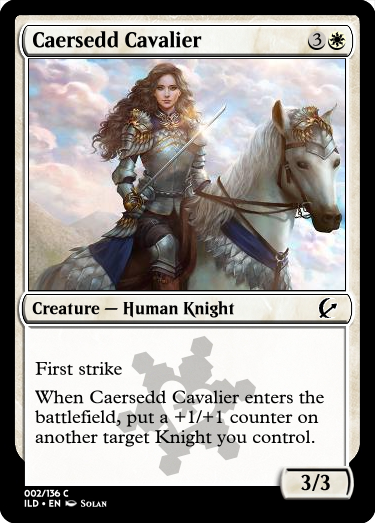 Caersedd Cavalier 3
Creature — Human Knight
First strike
When Caersedd Cavalier enters the
battlefield, put a +1/+1 counter on
another target Knight you control.
3/3
002/136 C
ILD • EN Solan